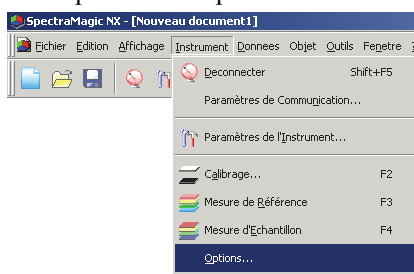 SpectraMagic NX - [Nouveau document1]
Fichier Edition Affichage Instrument Donnees Objet Outils Fenetre
Deconnecter Shift+F5
Paramètres de Communication...
Paramètres de l'Instrument...
Calibrage... F2
Mesure de Référence F3
Mesure d'Echantillon F4
Options...